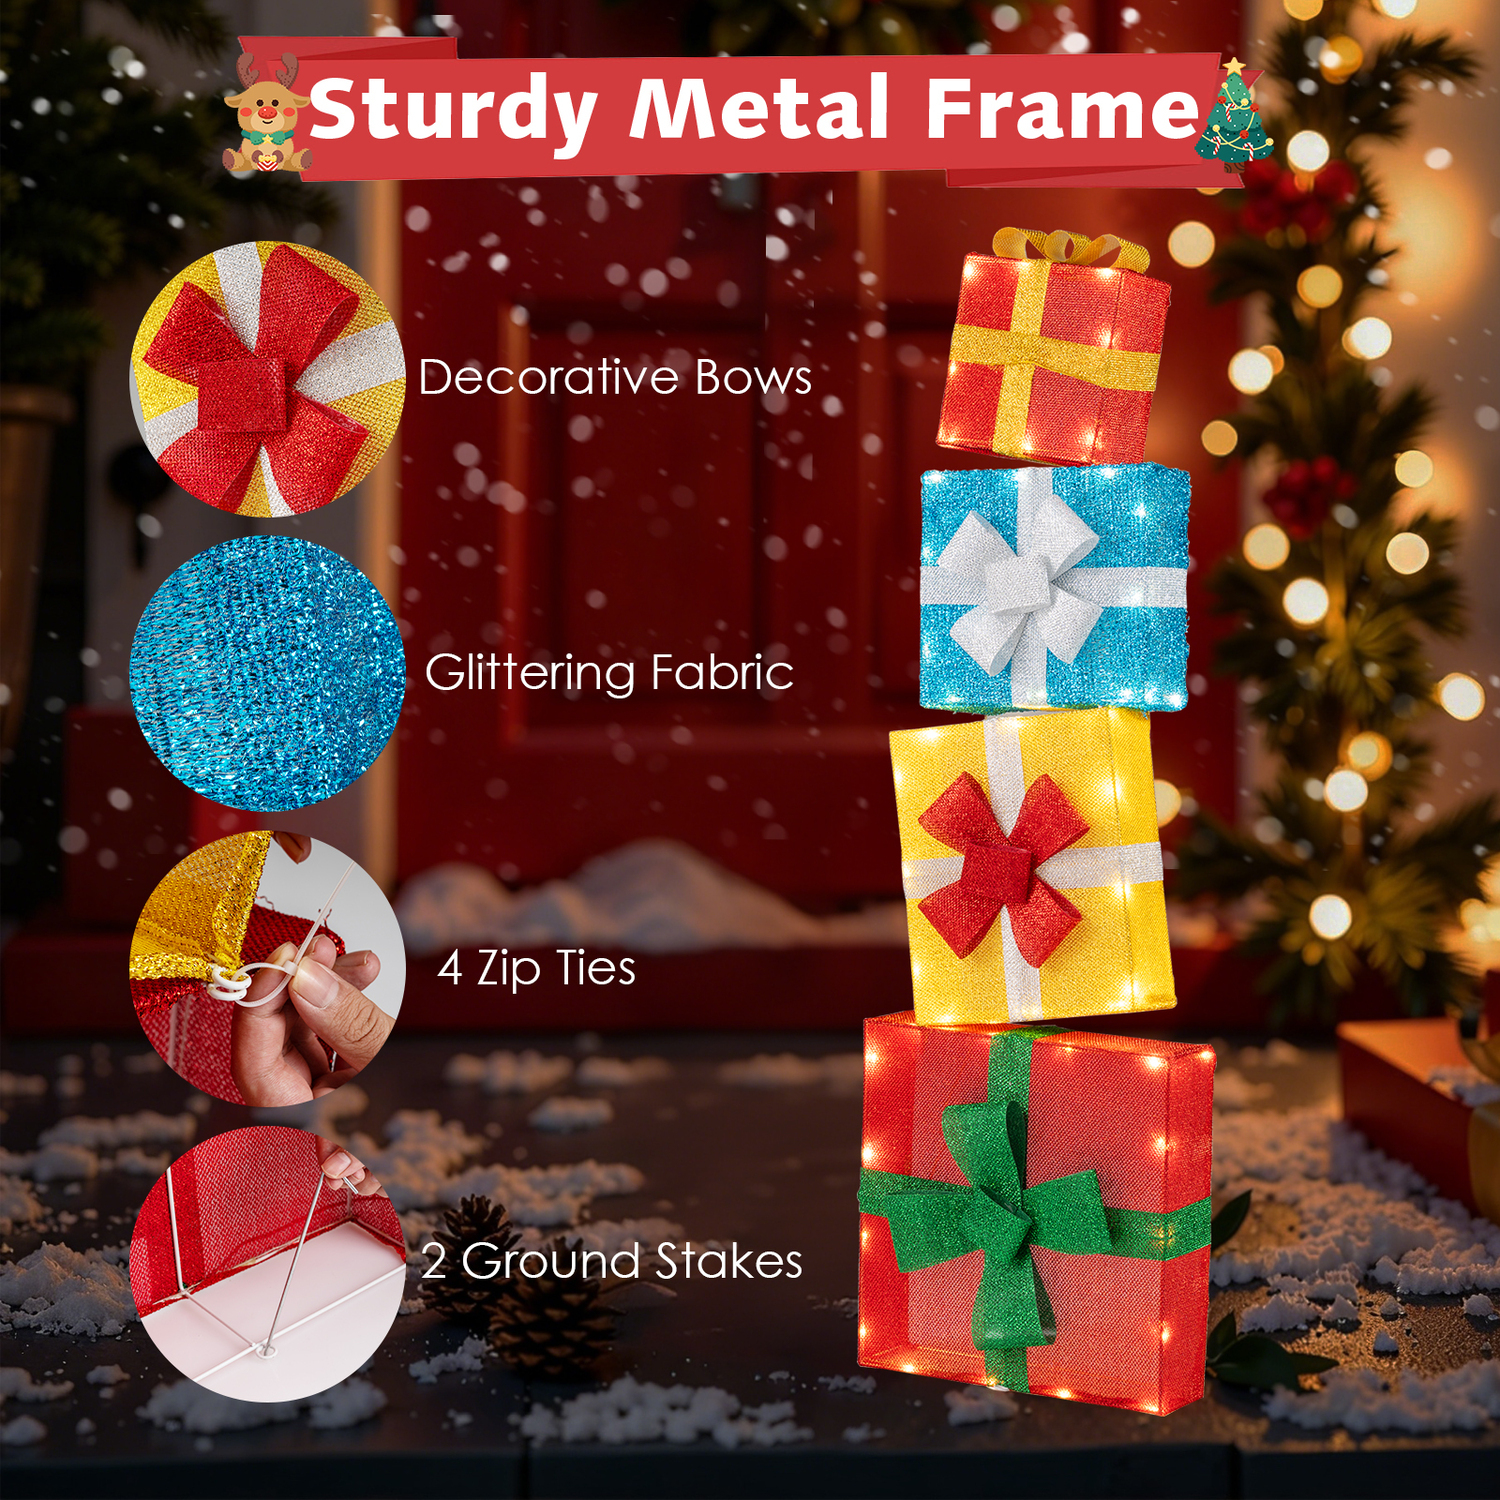 Sturdy Metal Frame
Decorative Bows
Glittering Fabric
4 Zip Ties
2 Ground Stakes